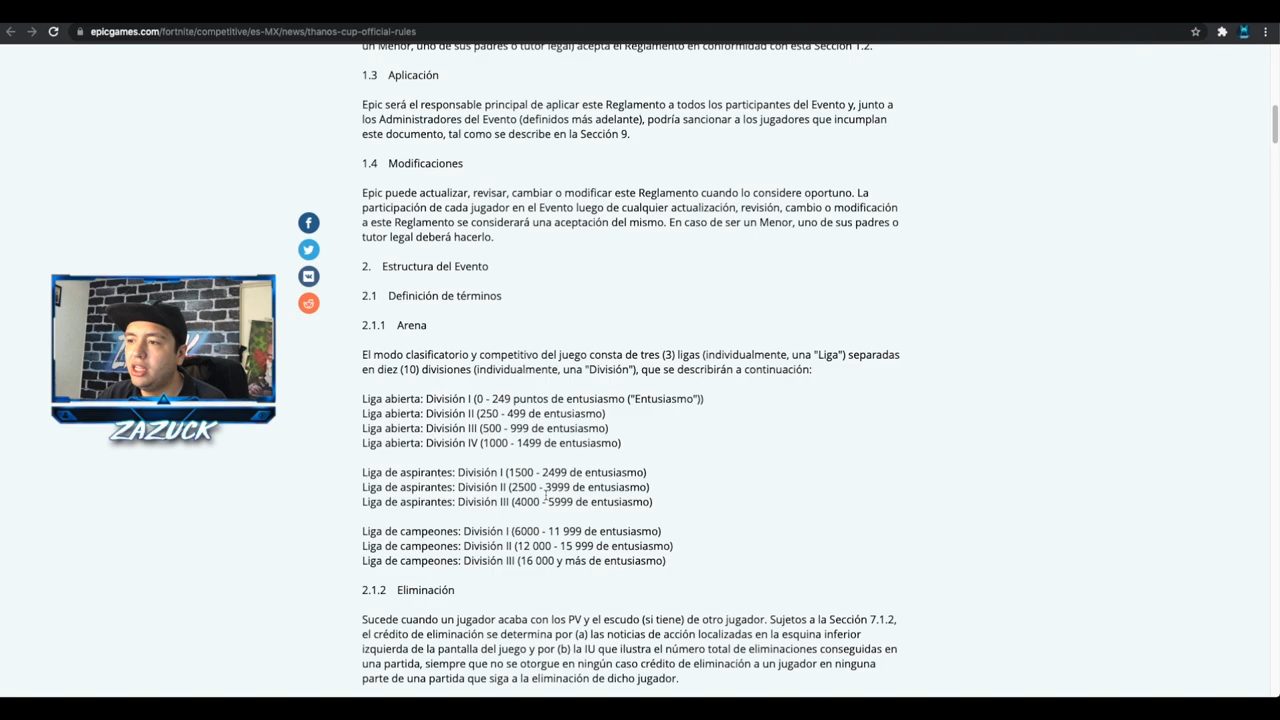 epicgames.com/fortnite/competitive/es-MX/news/thanos-cup-official-rules
un Menor, uno de sus padres o tutor legal) acepta el Reglamento en conformidad con esta Sección 1.2.
1.3 Aplicación
Epic será el responsable principal de aplicar este Reglamento a todos los participantes del Evento y, junto a
los Administradores del Evento (definidos más adelante), podría sancionar a los jugadores que incumplan
este documento, tal como se describe en la Sección 9.
1.4 Modificaciones
Epic puede actualizar, revisar, cambiar o modificar este Reglamento cuando lo considere oportuno. La
participación de cada jugador en el Evento luego de cualquier actualización, revisión, cambio o modificación
a este Reglamento se considerará una aceptación del mismo. En caso de ser un Menor, uno de sus padres o
tutor legal deberá hacerlo.
2. Estructura del Evento
2.1 Definición de términos
2.1.1 Arena
El modo clasificatorio y competitivo del juego consta de tres (3) ligas (individualmente, una "Liga") separadas
en diez (10) divisiones (individualmente, una "División"), que se describirán a continuación:
Liga abierta: División I (0 - 249 puntos de entusiasmo ("Entusiasmo"))
Liga abierta: División II (250 - 499 de entusiasmo)
Liga abierta: División III (500 - 999 de entusiasmo)
Liga abierta: División IV (1000 - 1499 de entusiasmo)
Liga de aspirantes: División I (1500 - 2499 de entusiasmo)
Liga de aspirantes: División II (2500 - 3999 de entusiasmo)
Liga de aspirantes: División III (4000 - 5999 de entusiasmo)
Liga de campeones: División I (6000 - 11 999 de entusiasmo)
Liga de campeones: División II (12 000 - 15 999 de entusiasmo)
Liga de campeones: División III (16 000 y más de entusiasmo)
2.1.2 Eliminación
Sucede cuando un jugador acaba con los PV y el escudo (si tiene) de otro jugador. Sujetos a la Sección 7.1.2,
el crédito de eliminación se determina por (a) las noticias de acción localizadas en la esquina inferior
izquierda de la pantalla del juego y por (b) la IU que ilustra el número total de eliminaciones conseguidas en
una partida, siempre que no se otorgue en ningún caso crédito de eliminación a un jugador en ninguna
parte de una partida que siga a la eliminación de dicho jugador.
ZAZUCK